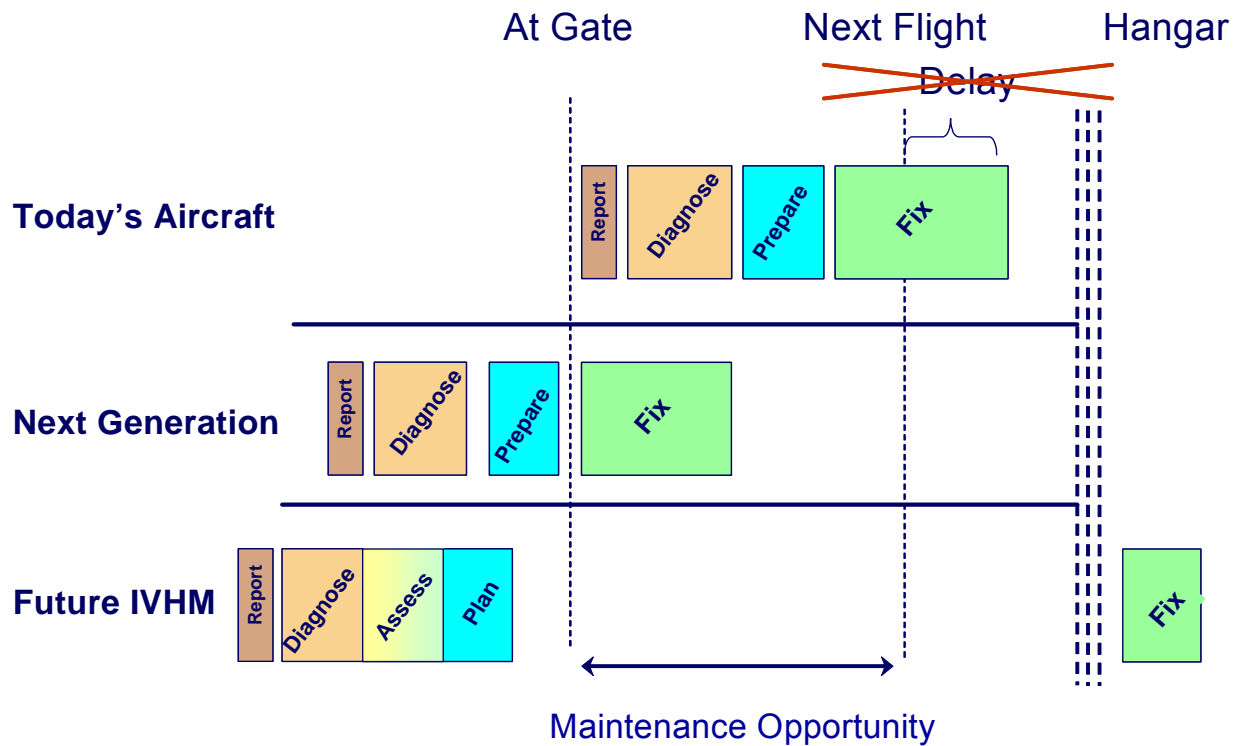 At Gate
Next Flight
Hangar
Delay
Today’s Aircraft
Report
Diagnose
Prepare
Fix
Next Generation
Report
Diagnose
Prepare
Fix
Future IVHM
Report
Diagnose
Assess
Plan
Fix
Maintenance Opportunity